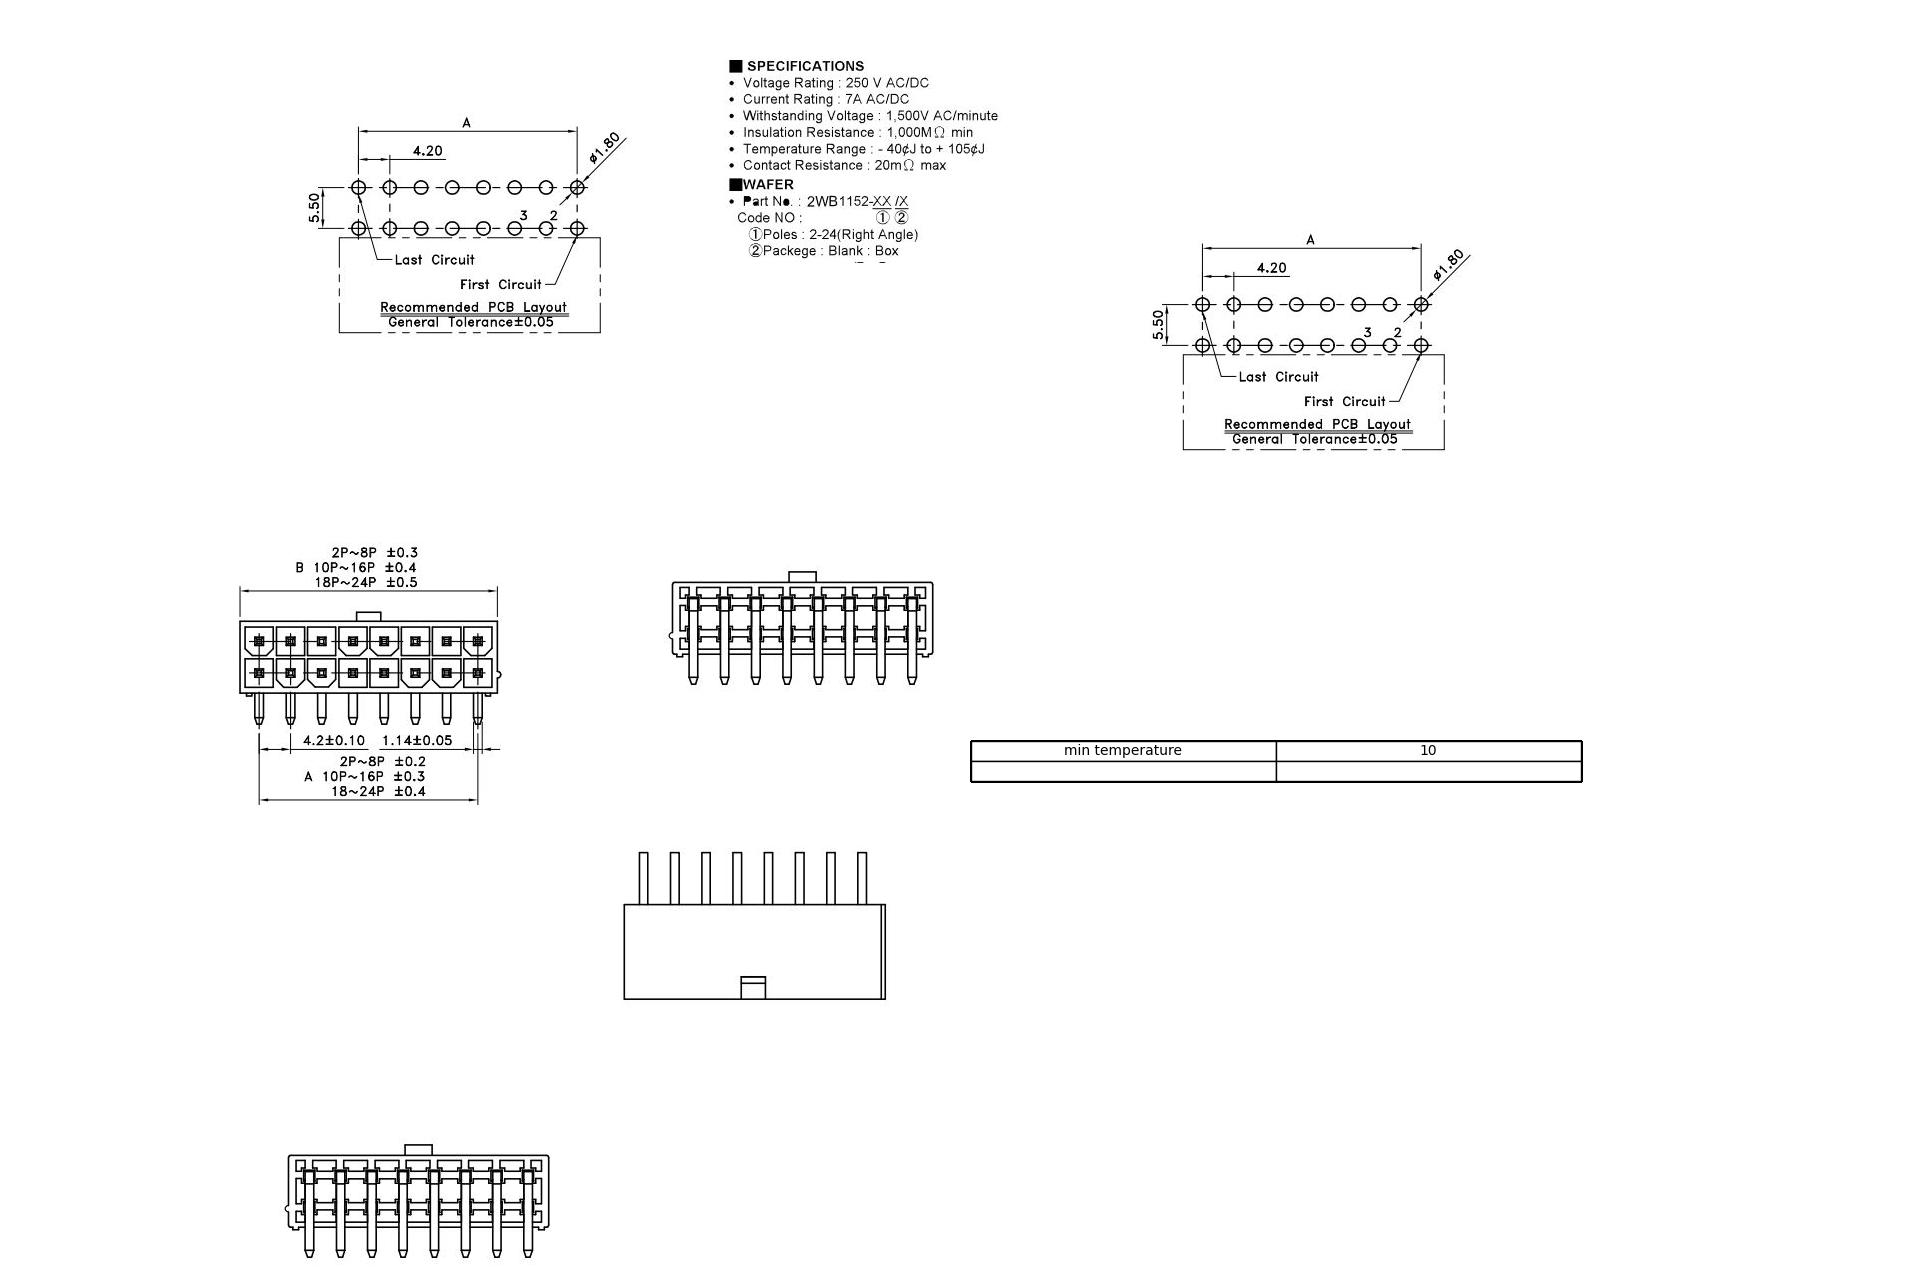 ■ SPECIFICATIONS
• Voltage Rating : 250 V AC/DC
• Current Rating : 7A AC/DC
• Withstanding Voltage : 1,500V AC/minute
• Insulation Resistance : 1,000MΩ min
• Temperature Range : - 40¢J to + 105¢J
• Contact Resistance : 20mΩ max
■WAFER
• Part No. : 2WB1152-XX /X
Code NO : ① ②
①Poles : 2-24(Right Angle)
②Packege : Blank : Box
A
4.20
ø1.80
5.50
3 2
Last Circuit
First Circuit
Recommended PCB Layout
General Tolerance±0.05
A
4.20
ø1.80
5.50
3 2
Last Circuit
First Circuit
Recommended PCB Layout
General Tolerance±0.05
2P~8P ±0.3
B 10P~16P ±0.4
18P~24P ±0.5
4.2±0.10 1.14±0.05
2P~8P ±0.2
A 10P~16P ±0.3
18~24P ±0.4
min temperature 10